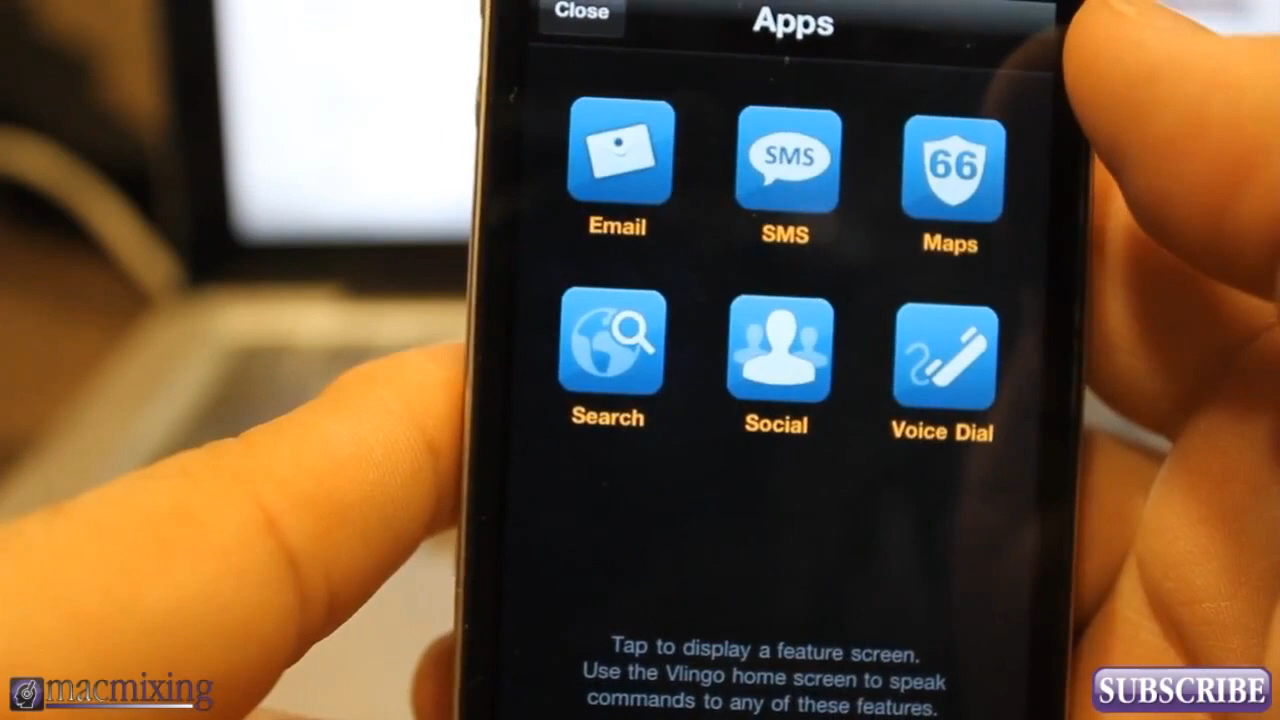 Close
Apps
SMS
66
Email
SMS
Maps
Search
Social
Voice Dial
Tap to display a feature screen.
Use the Vlingo home screen to speak
commands to any of these features.
macmixing
SUBSCRIBE